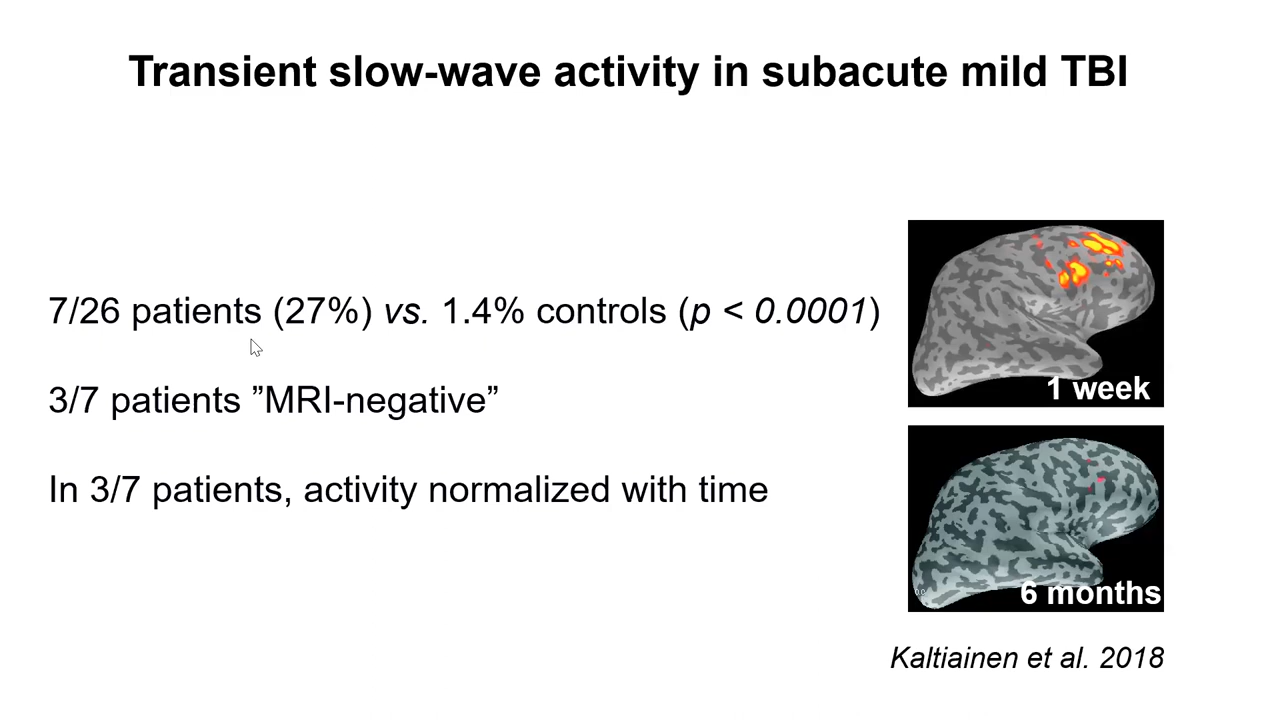 Transient slow-wave activity in subacute mild TBI
7/26 patients (27%) vs. 1.4% controls (p < 0.0001)
3/7 patients ”MRI-negative”
In 3/7 patients, activity normalized with time
1 week
6 months
Kaltiainen et al. 2018